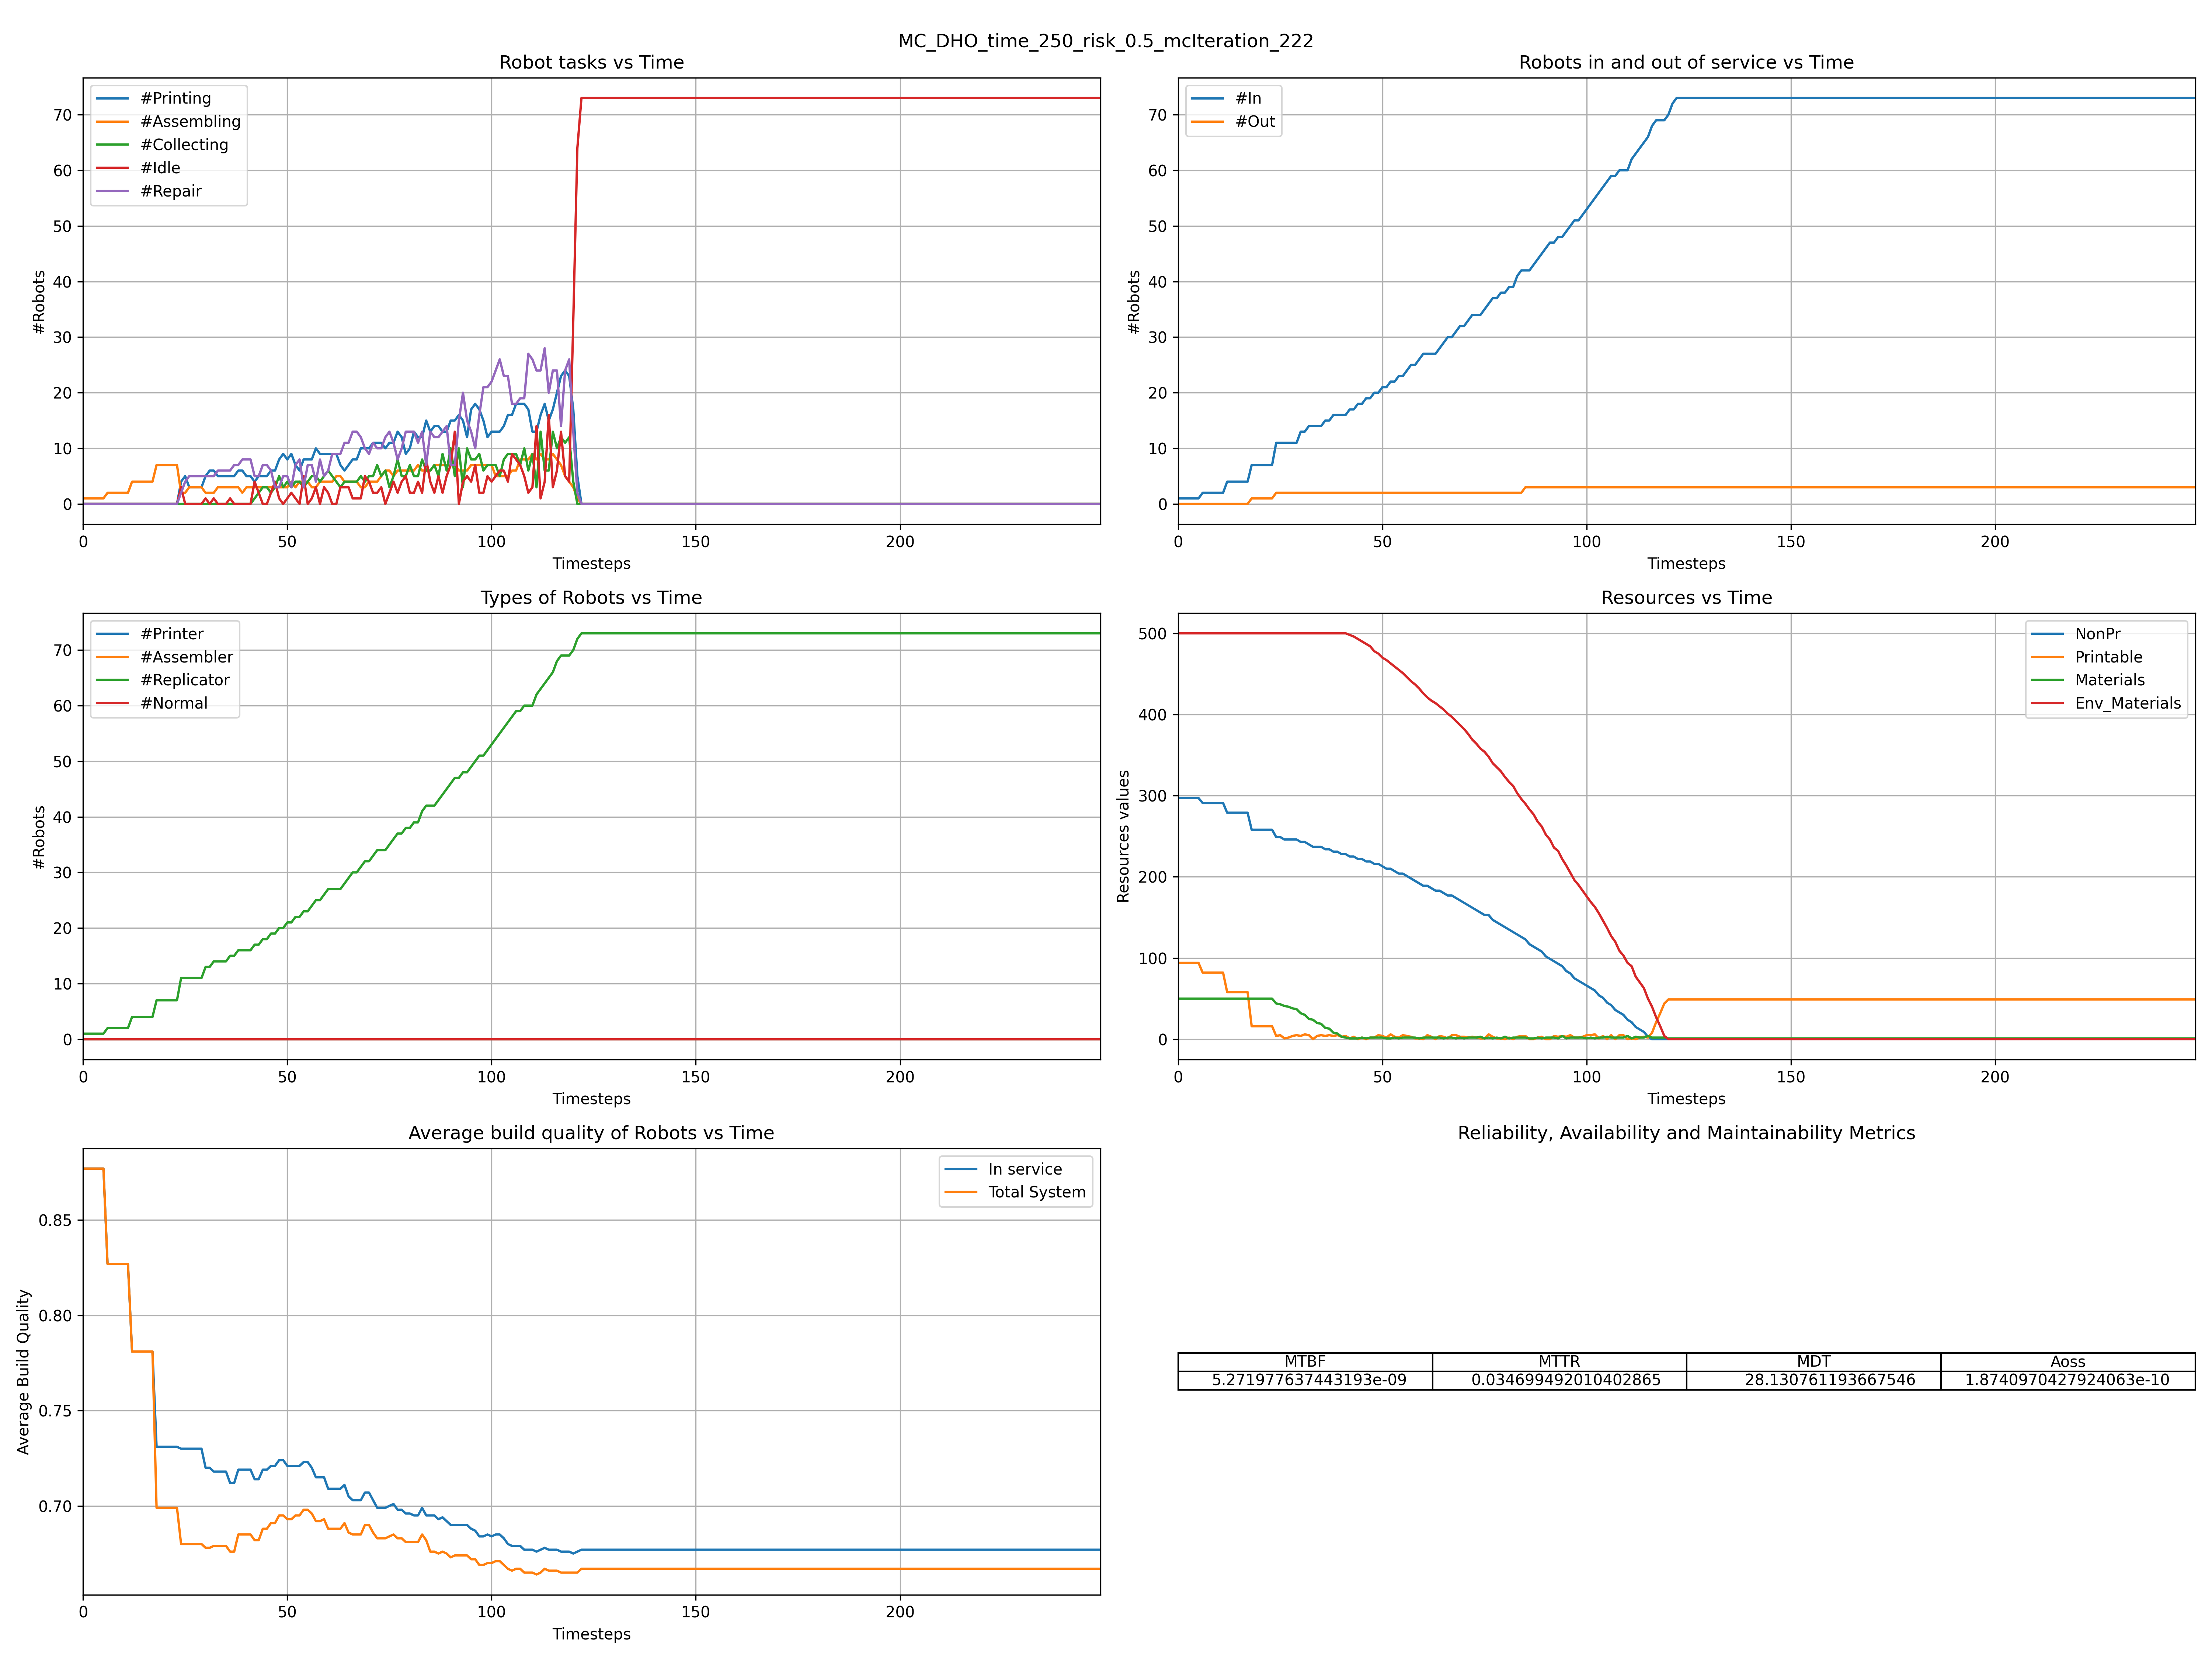 MC_DHO_time_250_risk_0.5_mcIteration_222
Robot tasks vs Time
#Printing
#Assembling
#Collecting
#Idle
#Repair
70
60
50
40
30
20
10
0
#Robots
0 50 100 150 200
Timesteps
Robots in and out of service vs Time
#In
#Out
70
60
50
40
30
20
10
0
#Robots
0 50 100 150 200
Timesteps
Types of Robots vs Time
#Printer
#Assembler
#Replicator
#Normal
70
60
50
40
30
20
10
0
#Robots
0 50 100 150 200
Timesteps
Resources vs Time
NonPr
Printable
Materials
Env_Materials
500
400
300
200
100
0
Resources values
0 50 100 150 200
Timesteps
Average build quality of Robots vs Time
In service
Total System
0.85
0.80
0.75
0.70
Average Build Quality
0 50 100 150 200
Timesteps
Reliability, Availability and Maintainability Metrics
MTBF MTTR MDT Aoss
5.271977637443193e-09 0.034699492010402865 28.130761193667546 1.8740970427924063e-10